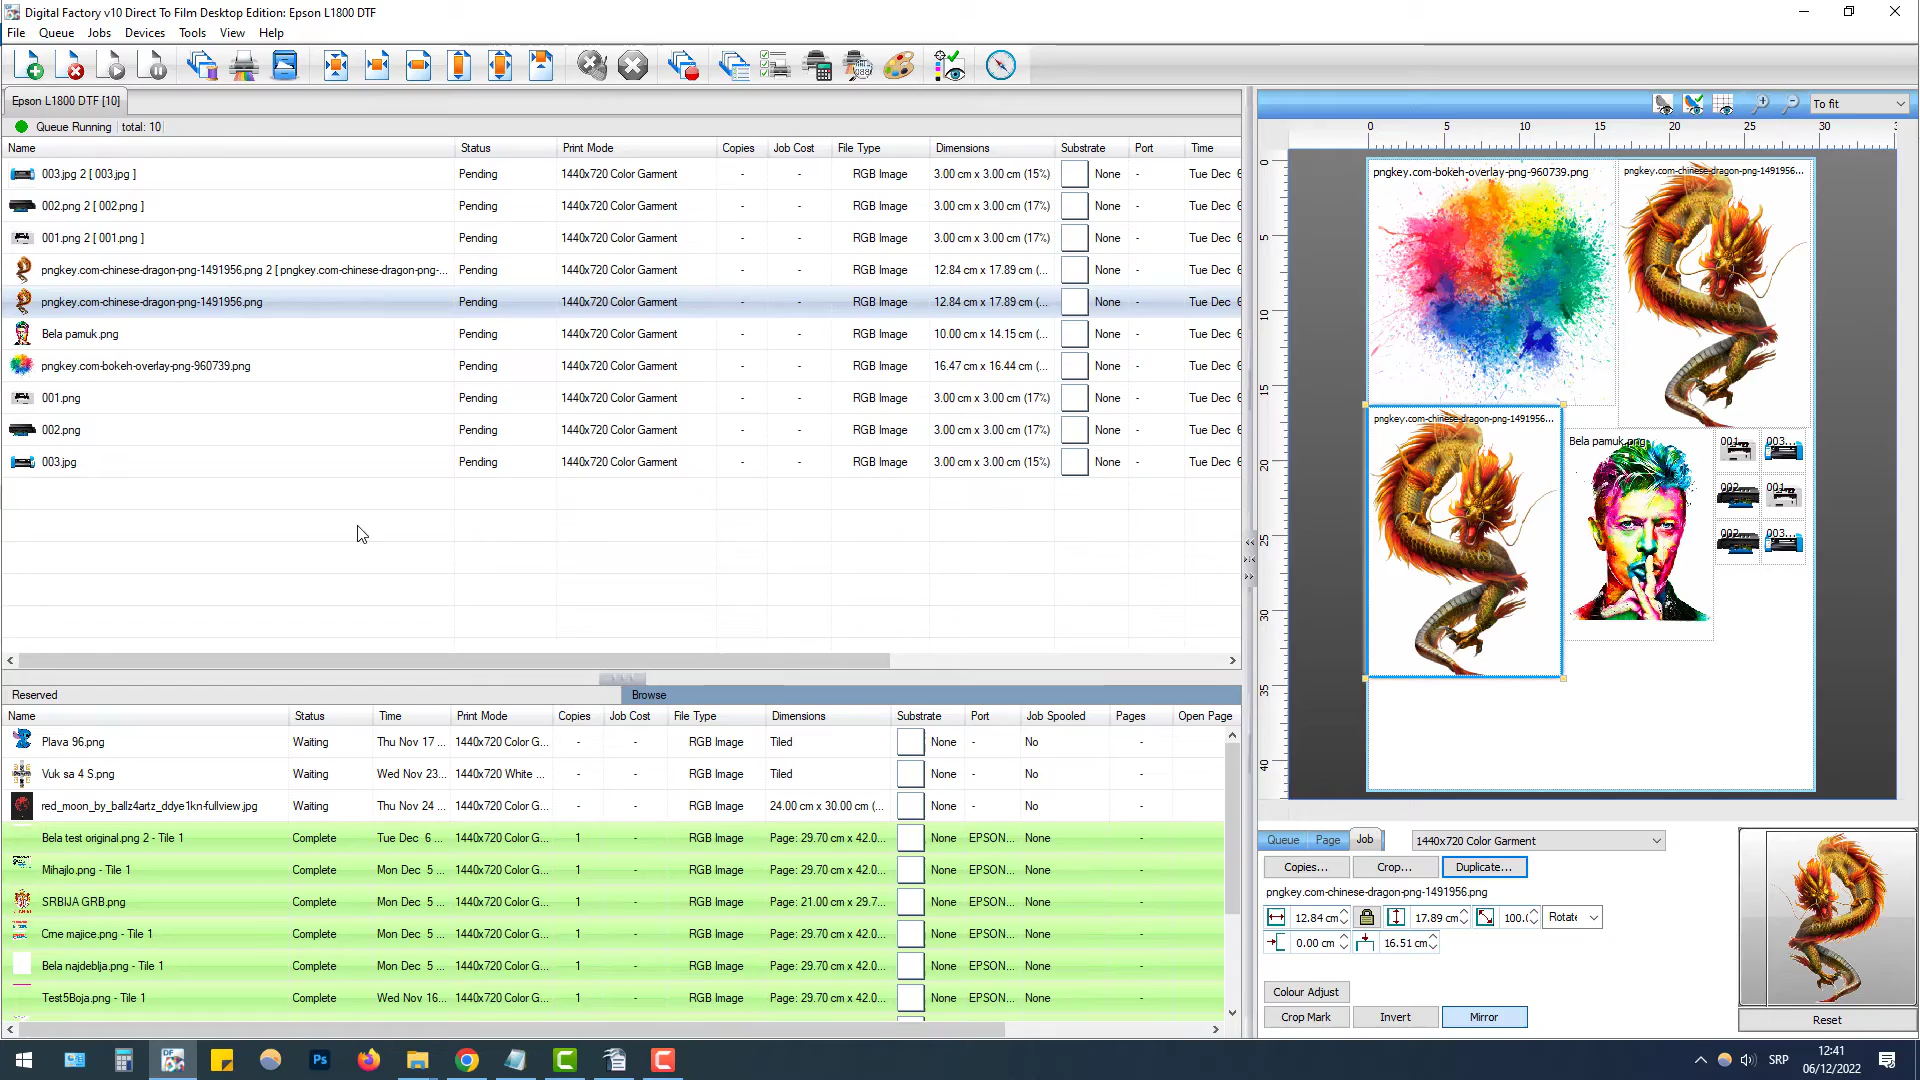 Digital Factory v10 Direct To Film Desktop Edition: Epson L1800 DTF
File Queue Jobs Devices Tools View Help
Epson L1800 DTF [10]
Queue Running total: 10
Name Status Print Mode Copies Job Cost File Type Dimensions Substrate Port Time
003.jpg 2 [ 003.jpg ] Pending 1440x720 Color Garment - - RGB Image 3.00 cm x 3.00 cm (15%) None - Tue Dec 6
002.png 2 [ 002.png ] Pending 1440x720 Color Garment - - RGB Image 3.00 cm x 3.00 cm (17%) None - Tue Dec 6
001.png 2 [ 001.png ] Pending 1440x720 Color Garment - - RGB Image 3.00 cm x 3.00 cm (17%) None - Tue Dec 6
pngkey.com-chinese-dragon-png-1491956.png 2 [ pngkey.com-chinese-dragon-png-... Pending 1440x720 Color Garment - - RGB Image 12.84 cm x 17.89 cm (... None - Tue Dec 6
pngkey.com-chinese-dragon-png-1491956.png Pending 1440x720 Color Garment - - RGB Image 12.84 cm x 17.89 cm (... None - Tue Dec 6
Bela pamuk.png Pending 1440x720 Color Garment - - RGB Image 10.00 cm x 14.15 cm (... None - Tue Dec 6
pngkey.com-bokeh-overlay-png-960739.png Pending 1440x720 Color Garment - - RGB Image 16.47 cm x 16.44 cm (... None - Tue Dec 6
001.png Pending 1440x720 Color Garment - - RGB Image 3.00 cm x 3.00 cm (17%) None - Tue Dec 6
002.png Pending 1440x720 Color Garment - - RGB Image 3.00 cm x 3.00 cm (17%) None - Tue Dec 6
003.jpg Pending 1440x720 Color Garment - - RGB Image 3.00 cm x 3.00 cm (15%) None - Tue Dec 6
Reserved Browse
Name Status Time Print Mode Copies Job Cost File Type Dimensions Substrate Port Job Spooled Pages Open Page
Plava 96.png Waiting Thu Nov 17 ... 1440x720 Color G... - - RGB Image Tiled None - No -
Vuk sa 4 S.png Waiting Wed Nov 23... 1440x720 White ... - - RGB Image Tiled None - No -
red_moon_by_ballz4artz_ddye1kn-fullview.jpg Waiting Thu Nov 24 ... 1440x720 Color G... - - RGB Image 24.00 cm x 30.00 cm (... None - No -
Bela test original.png 2 - Tile 1 Complete Tue Dec 6 ... 1440x720 Color G... 1 - RGB Image Page: 29.70 cm x 42.0... None EPSON... None -
Mihajlo.png - Tile 1 Complete Mon Dec 5 ... 1440x720 Color G... 1 - RGB Image Page: 29.70 cm x 42.0... None EPSON... None -
SRBIJA GRB.png Complete Mon Dec 5 ... 1440x720 Color G... 1 - RGB Image Page: 21.00 cm x 29.7... None EPSON... None -
Crne majice.png - Tile 1 Complete Mon Dec 5 ... 1440x720 Color G... 1 - RGB Image Page: 29.70 cm x 42.0... None EPSON... None -
Bela najdeblja.png - Tile 1 Complete Mon Dec 5 ... 1440x720 Color G... 1 - RGB Image Page: 29.70 cm x 42.0... None EPSON... None -
Test5Boja.png - Tile 1 Complete Wed Nov 16... 1440x720 Color G... 1 - RGB Image Page: 29.70 cm x 42.0... None EPSON... None -
To fit
0 5 10 15 20 25 30
0
5
10
15
20
25
30
35
40
pngkey.com-bokeh-overlay-png-960739.png pngkey.com-chinese-dragon-png-1491956...
pngkey.com-chinese-dragon-png-1491956...
Bela pamuk.png 001... 003...
002... 001...
002... 003...
Queue Page Job 1440x720 Color Garment
Copies... Crop... Duplicate...
pngkey.com-chinese-dragon-png-1491956.png
12.84 cm 17.89 cm 100.( Rotate
0.00 cm 16.51 cm
Colour Adjust
Crop Mark Invert Mirror
Reset
SRP 12:41
06/12/2022